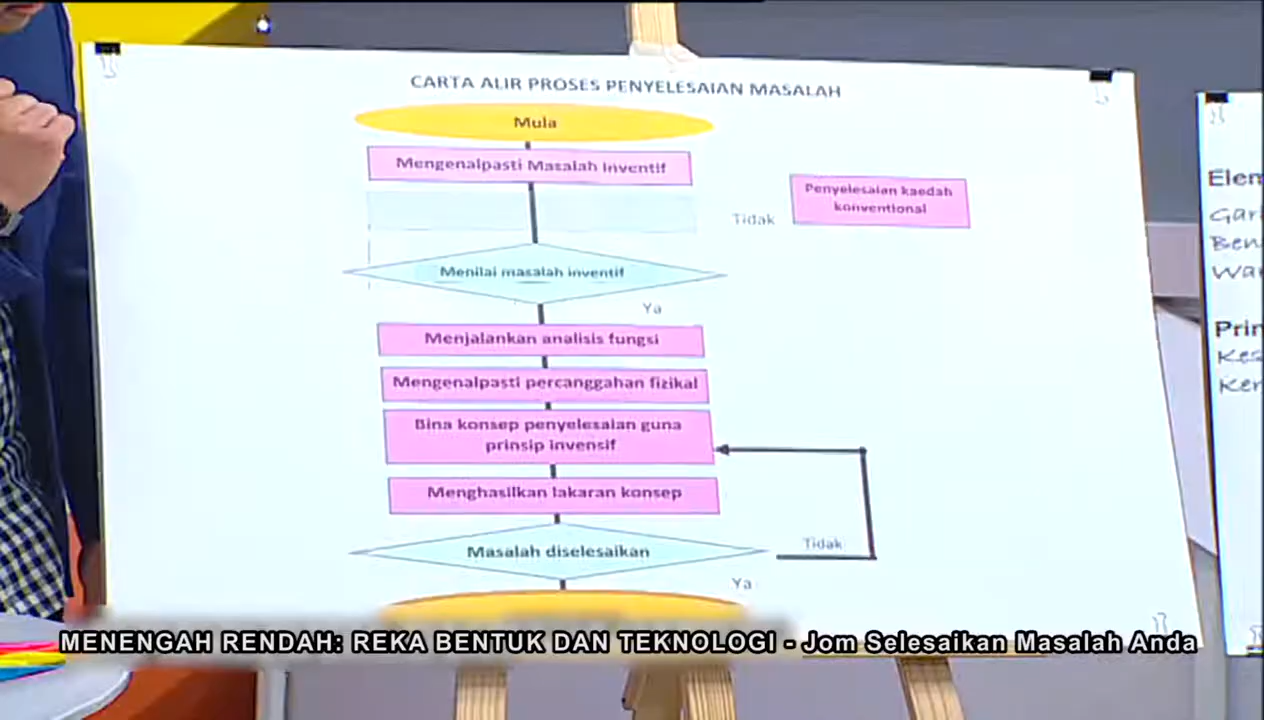 CARTA ALIR PROSES PENYELESAIAN MASALAH
Mula
Mengenalpasti Masalah Inventif
Penyelesaian kaedah
konventional
Tidak
Menilai masalah inventif
Ya
Menjalankan analisis fungsi
Mengenalpasti percanggahan fizikal
Bina konsep penyelesaian guna
prinsip invensif
Menghasilkan lakaran konsep
Masalah diselesaikan
Tidak
Ya
MENENGAH RENDAH: REKA BENTUK DAN TEKNOLOGI - Jom Selesaikan Masalah Anda